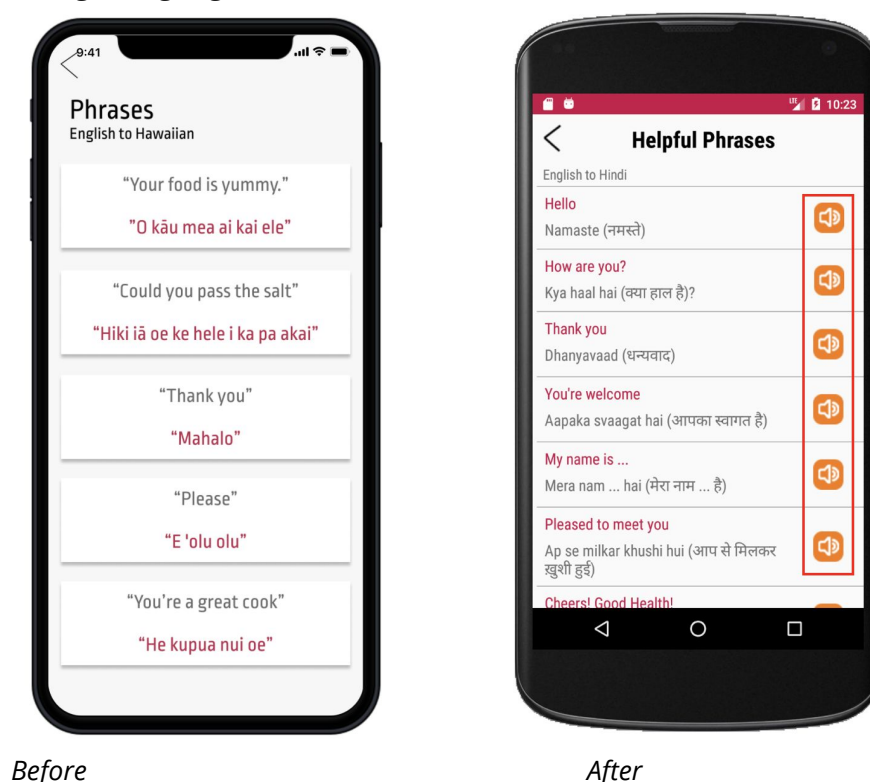 9:41
Phrases
English to Hawaiian
“Your food is yummy.”
”O kāu mea ai kai ele”
“Could you pass the salt”
“Hiki iā oe ke hele i ka pa akai”
“Thank you”
“Mahalo”
“Please”
“E 'olu olu”
“You’re a great cook”
“He kupua nui oe”
Before
LTE 10:23
Helpful Phrases
English to Hindi
Hello
Namaste (नमस्ते)
How are you?
Kya haal hai (क्या हाल है)?
Thank you
Dhanyavaad (धन्यवाद)
You're welcome
Aapaka svaagat hai (आपका स्वागत है)
My name is ...
Mera nam ... hai (मेरा नाम ... है)
Pleased to meet you
Ap se milkar khushi hui (आप से मिलकर
ख़ुशी हुई)
Cheers! Good Health!
After